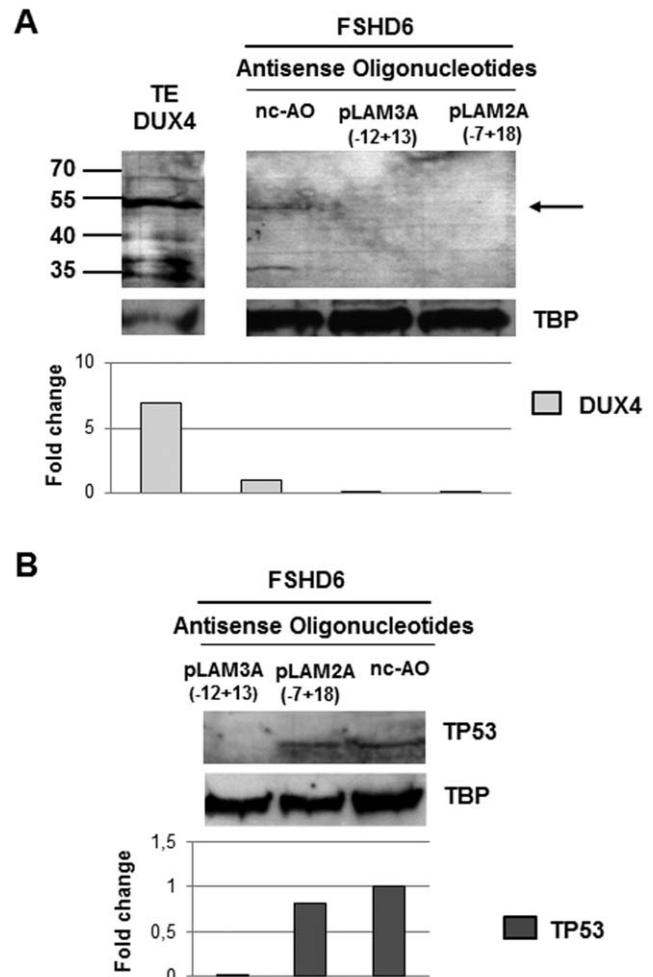 A
FSHD6
Antisense Oligonucleotides
TE
DUX4
nc-AO pLAM3A pLAM2A
(-12+13) (-7+18)
70
55
40
35
TBP
Fold change
10
5
0
DUX4
B
FSHD6
Antisense Oligonucleotides
pLAM3A pLAM2A nc-AO
(-12+13) (-7+18)
TP53
TBP
Fold change
1,5
1
0,5
0
TP53